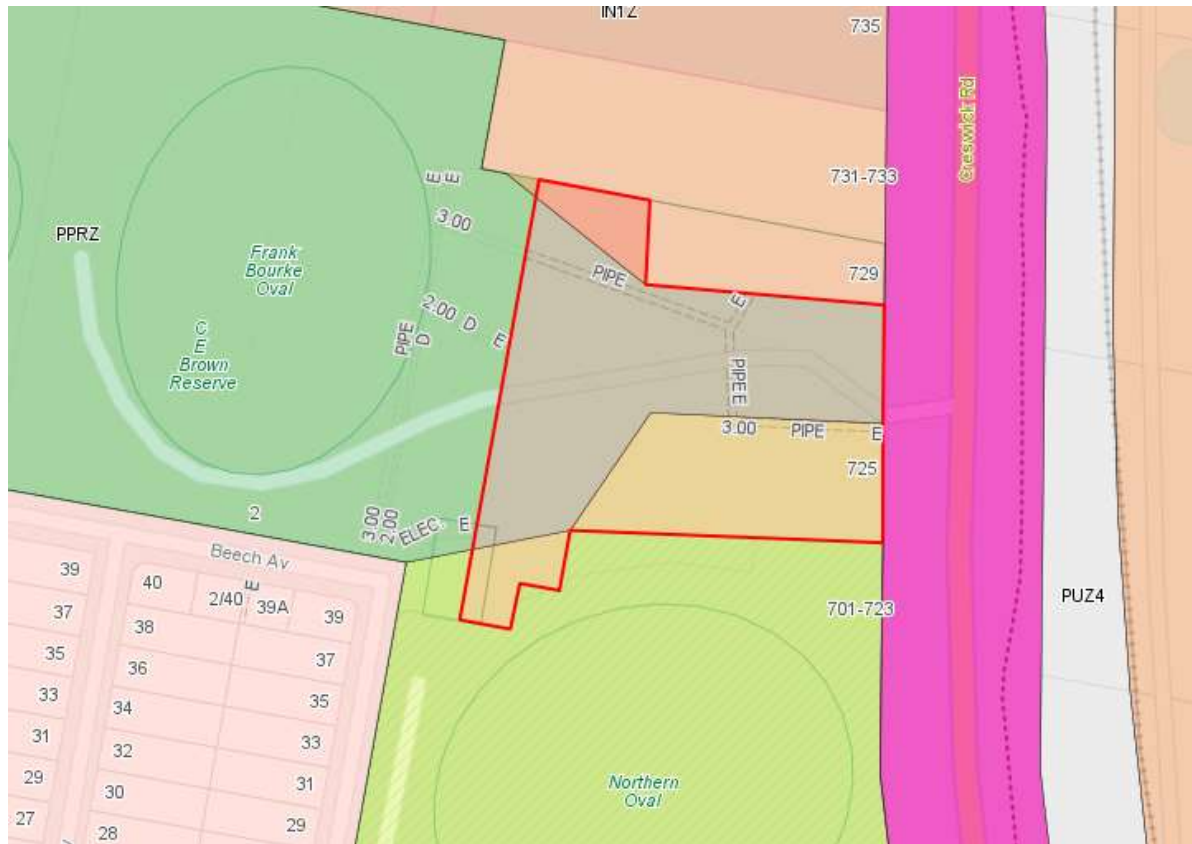 IN1Z
735
Creswick Rd
731-733
E
E
3.00
PPRZ
Frank
Bourke
Oval
729
PIPE
E
2.00 D E
PIPE
D
C
E
Brown
Reserve
PIPE E
3.00 PIPE E
725
2
3.00
2.00
ELEC. E
Beech Av
39
40
2/40
E
39A
39
701-723
PUZ4
37
38
37
35
36
35
33
34
33
31
32
31
29
30
29
27
28
Northern
Oval